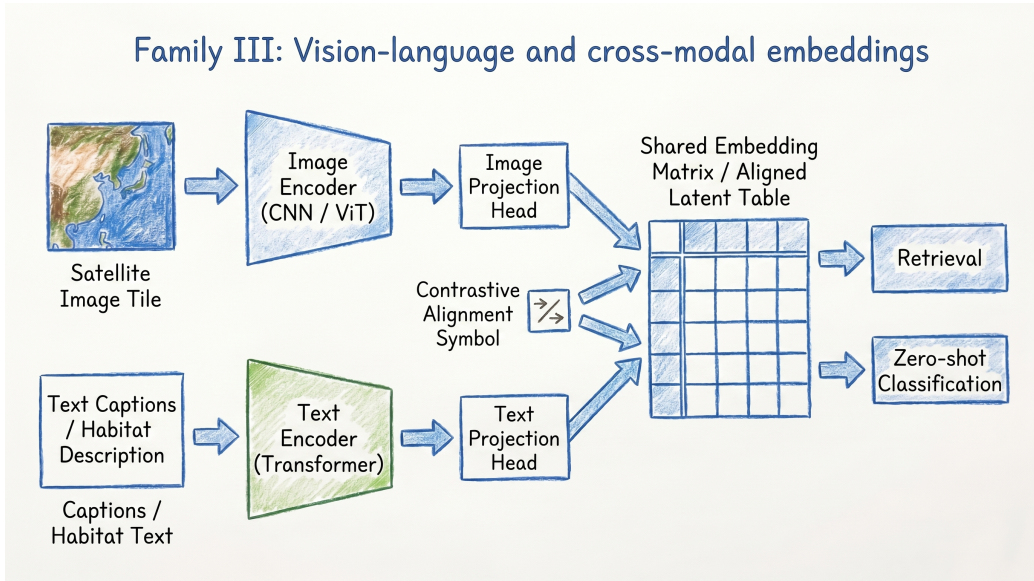 Family III: Vision-language and cross-modal embeddings
Satellite
Image Tile
Image
Encoder
(CNN / ViT)
Image
Projection
Head
Shared Embedding
Matrix / Aligned
Latent Table
Retrieval
Contrastive
Alignment
Symbol
Zero-shot
Classification
Text Captions
/ Habitat
Description
Captions /
Habitat Text
Text
Encoder
(Transformer)
Text
Projection
Head